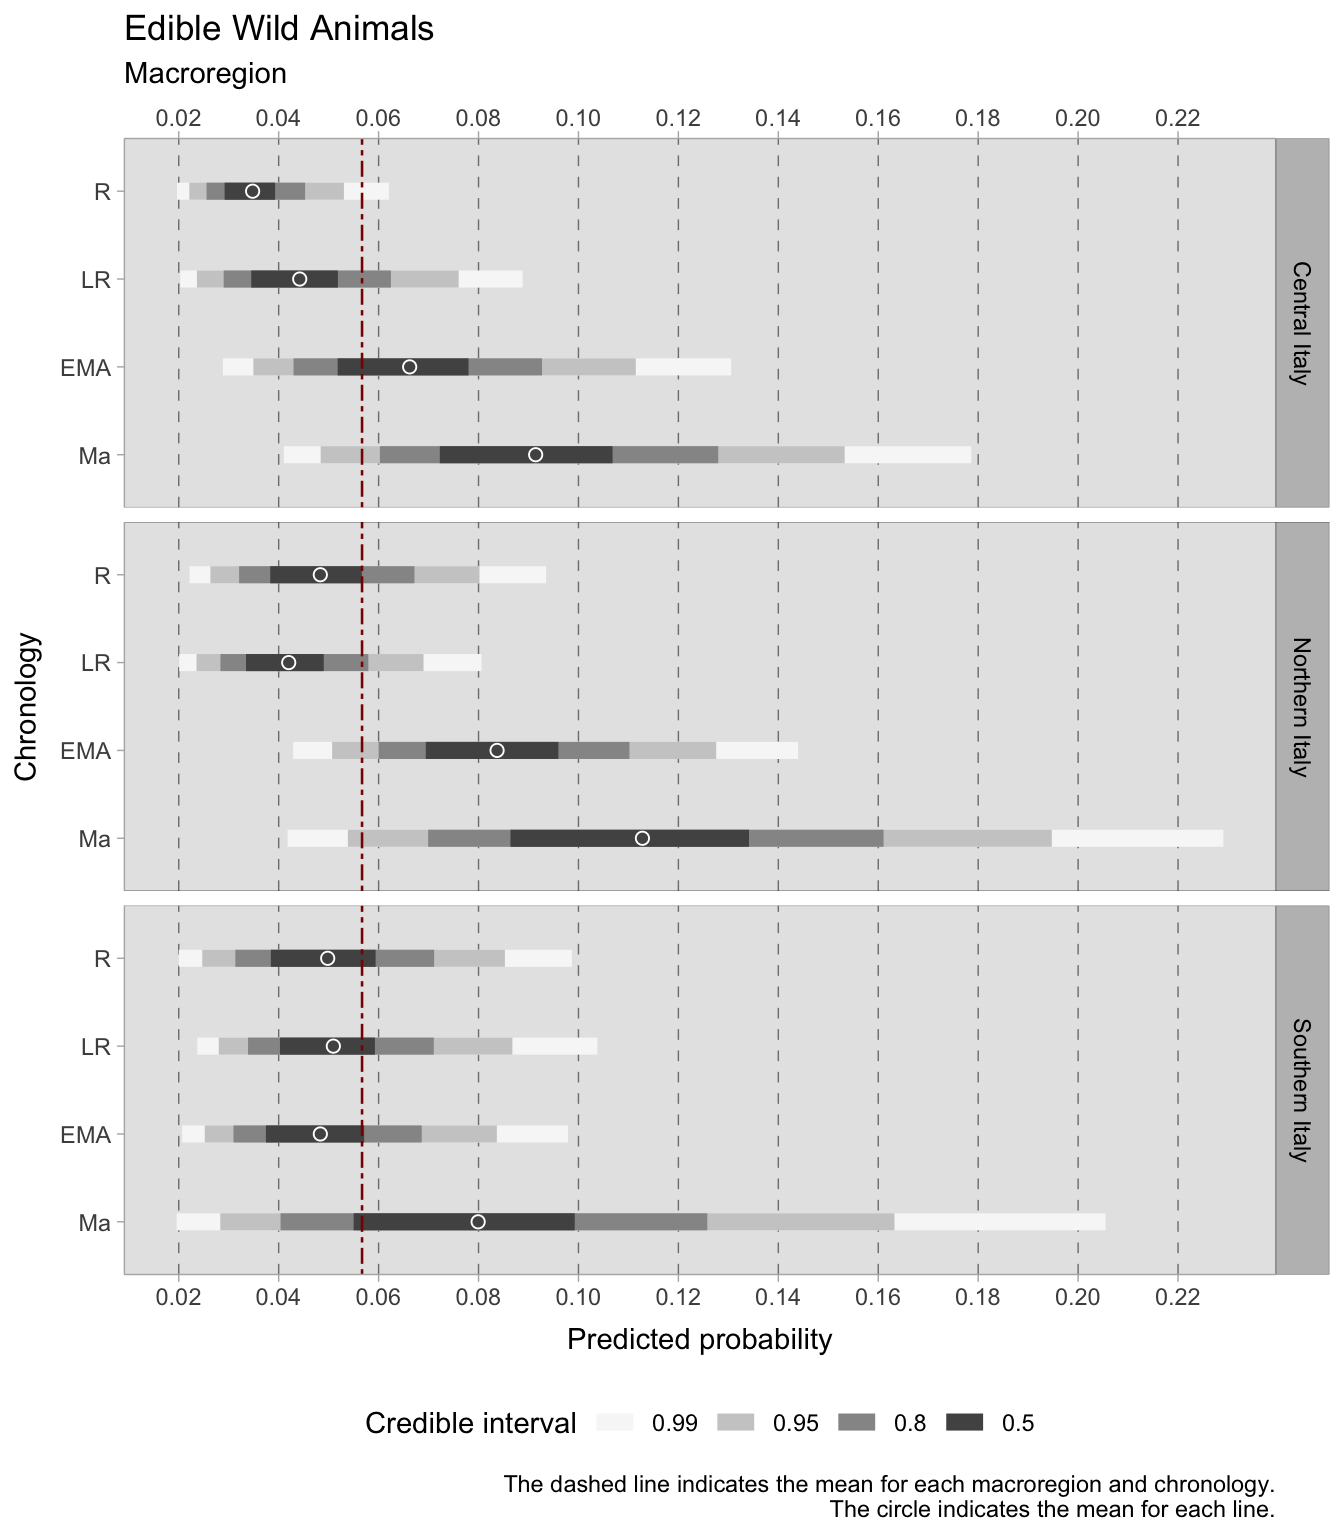 Edible Wild Animals
Macroregion
0.02 0.04 0.06 0.08 0.10 0.12 0.14 0.16 0.18 0.20 0.22
R
LR
EMA
Ma
Central Italy
R
LR
EMA
Ma
Northern Italy
R
LR
EMA
Ma
Southern Italy
Chronology
0.02 0.04 0.06 0.08 0.10 0.12 0.14 0.16 0.18 0.20 0.22
Predicted probability
Credible interval 0.99 0.95 0.8 0.5
The dashed line indicates the mean for each macroregion and chronology.
The circle indicates the mean for each line.